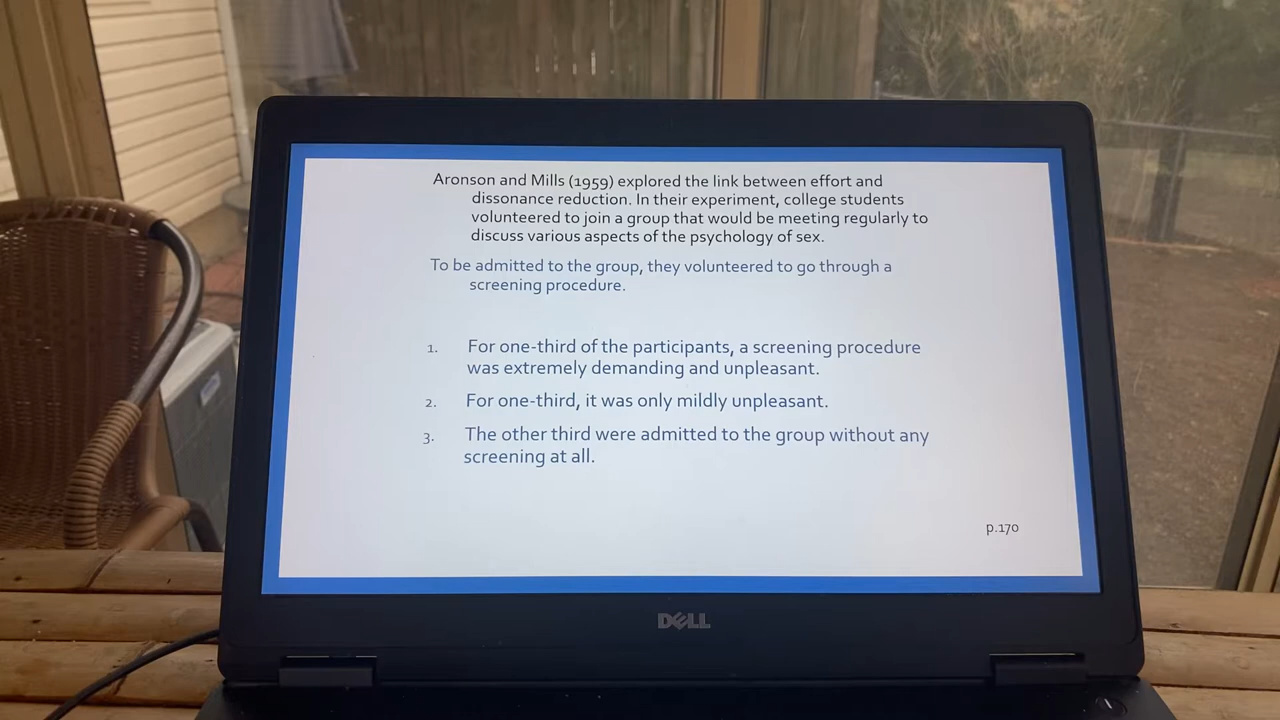 Aronson and Mills (1959) explored the link between effort and
dissonance reduction. In their experiment, college students
volunteered to join a group that would be meeting regularly to
discuss various aspects of the psychology of sex.
To be admitted to the group, they volunteered to go through a
screening procedure.
1. For one-third of the participants, a screening procedure
was extremely demanding and unpleasant.
2. For one-third, it was only mildly unpleasant.
3. The other third were admitted to the group without any
screening at all.
p.170
DELL